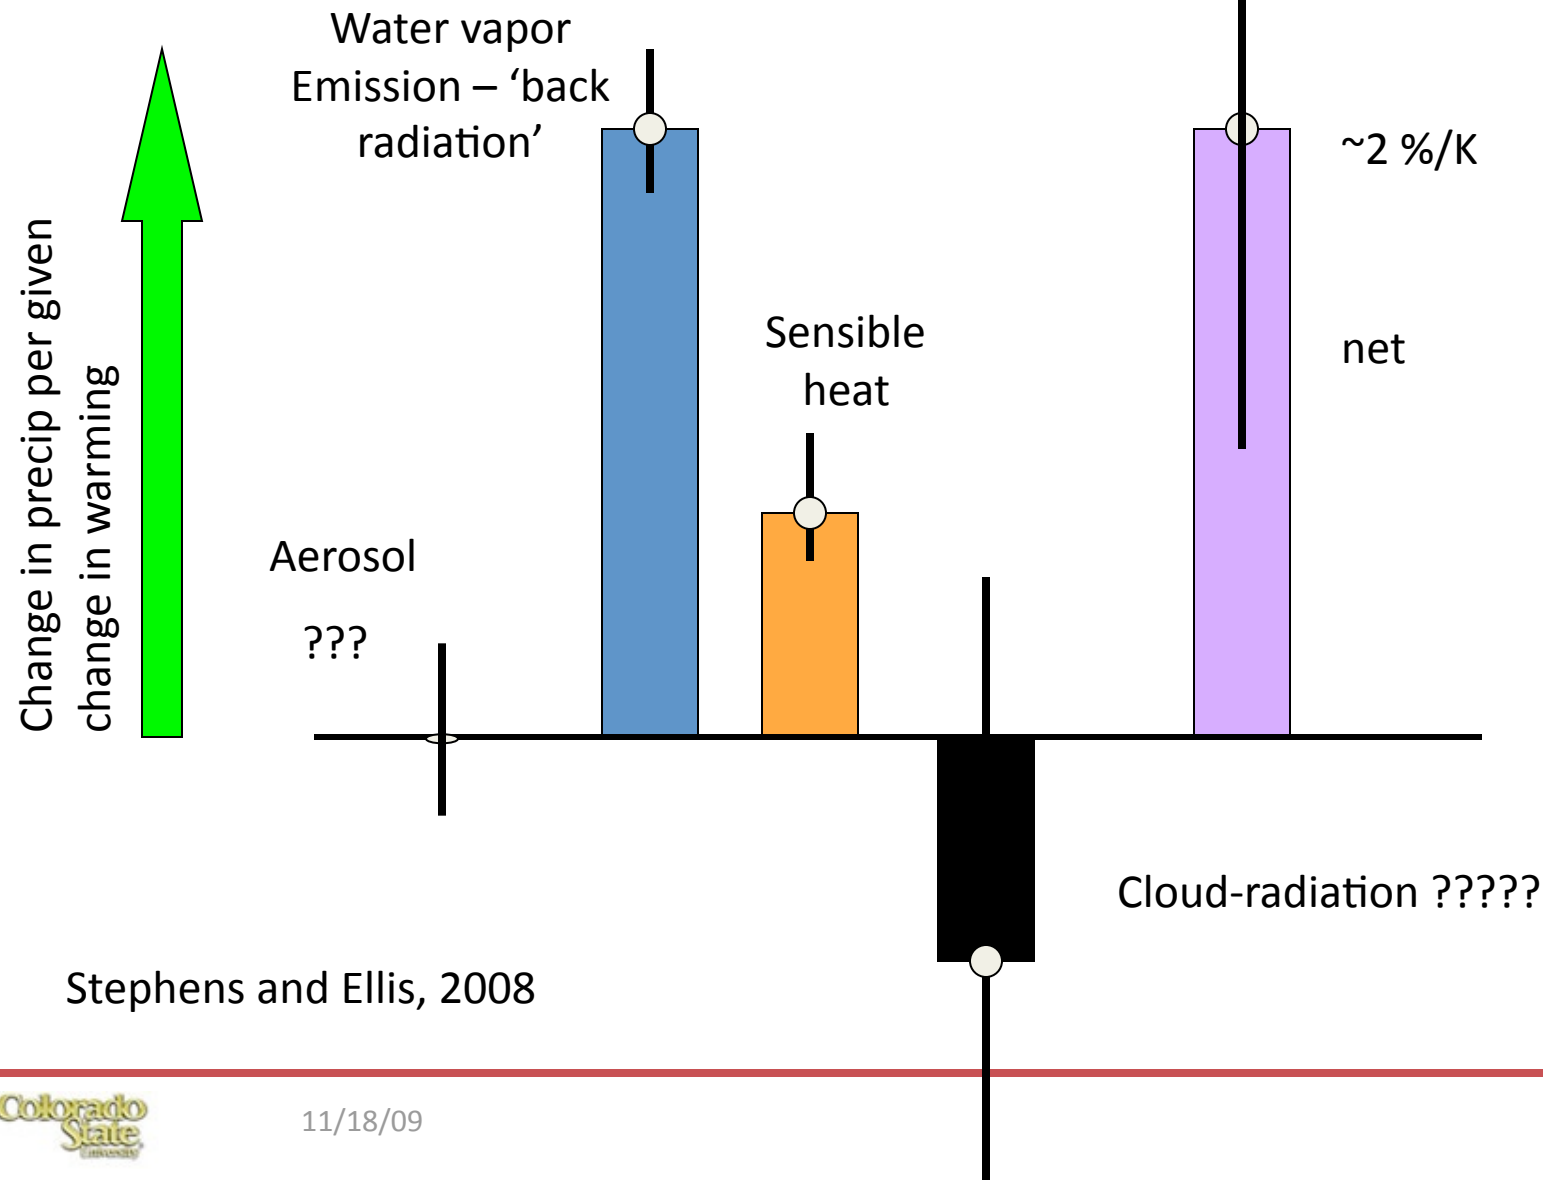 Water vapor
Emission – ‘back
radiation’
~2 %/K
Change in precip per given
change in warming
Sensible
heat
net
Aerosol
???
Cloud-radiation ?????
Stephens and Ellis, 2008
Colorado
State
University
11/18/09